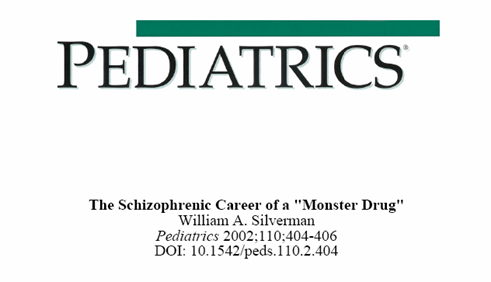 PEDIATRICS®
The Schizophrenic Career of a "Monster Drug"
William A. Silverman
Pediatrics 2002;110;404-406
DOI: 10.1542/peds.110.2.404